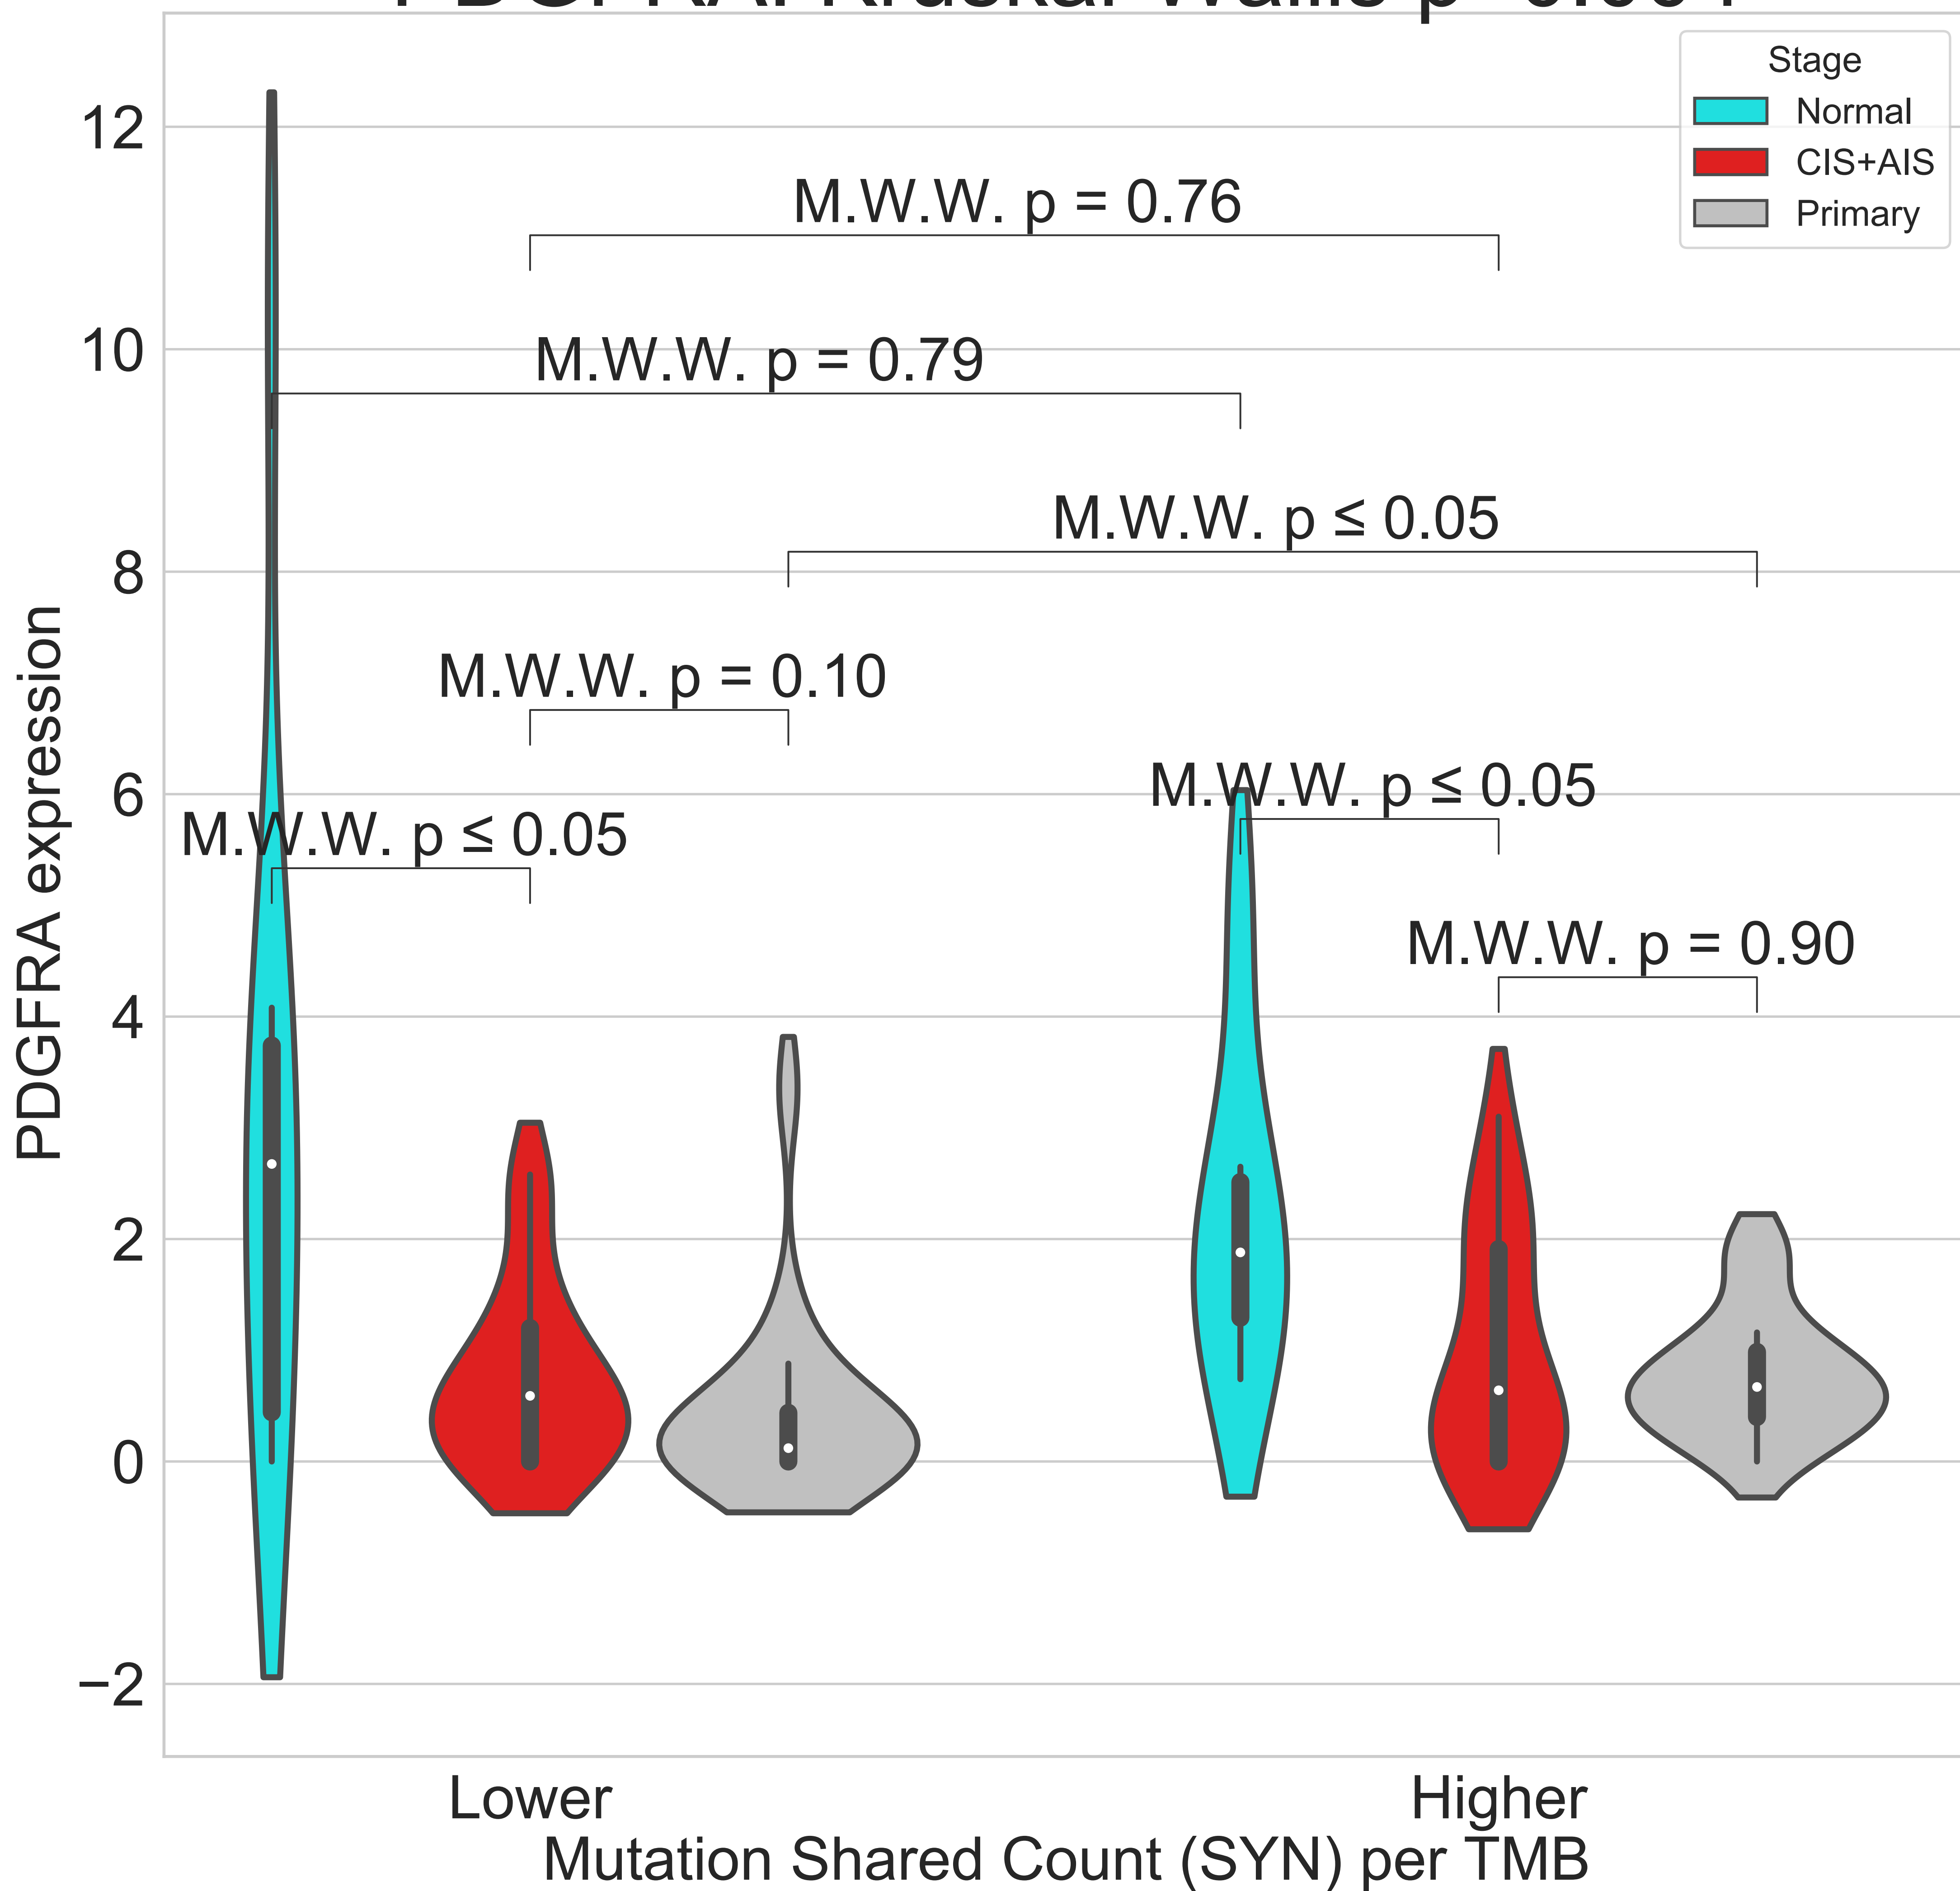 Stage
Normal
CIS+AIS
Primary
12
10
8
6
4
2
0
−2
PDGFRA expression
M.W.W. p = 0.76
M.W.W. p = 0.79
M.W.W. p ≤ 0.05
M.W.W. p = 0.10
M.W.W. p ≤ 0.05
M.W.W. p ≤ 0.05
M.W.W. p = 0.90
Lower
Higher
Mutation Shared Count (SYN) per TMB